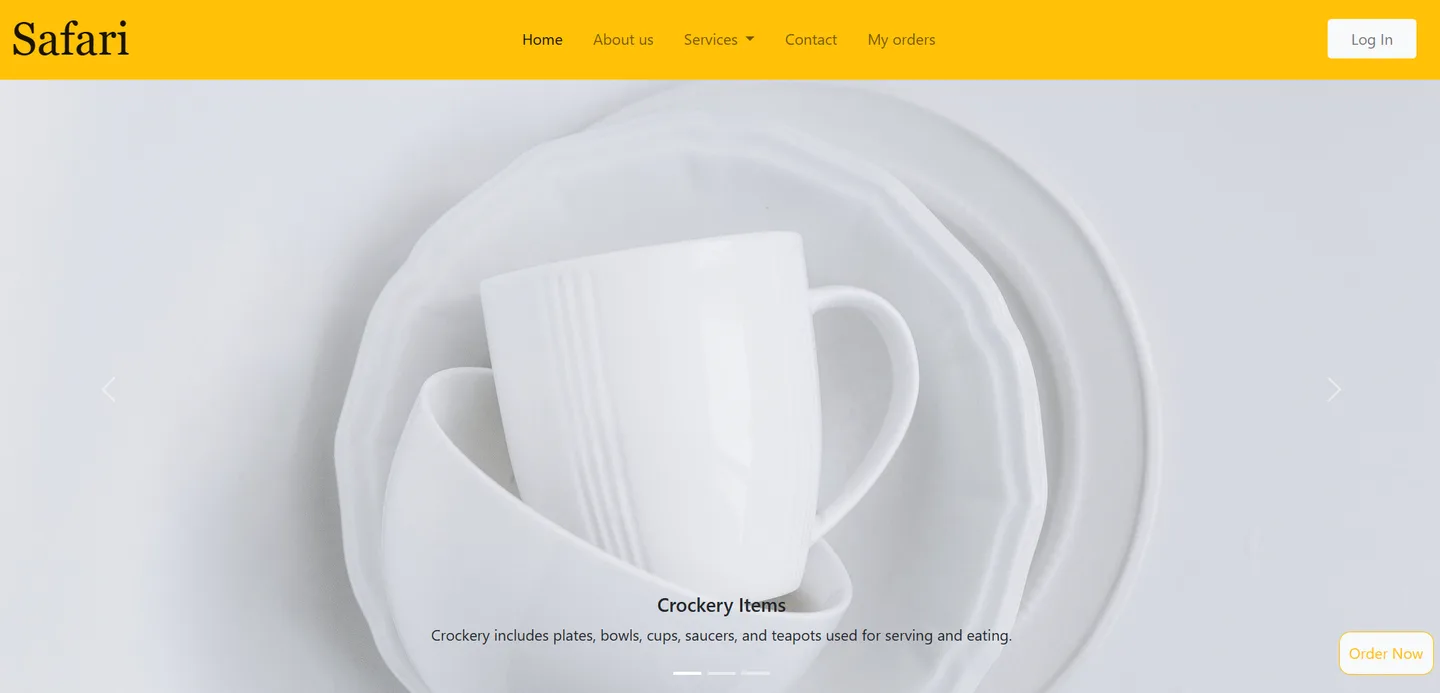 Safari
Home About us Services Contact My orders
Log In
Crockery Items
Crockery includes plates, bowls, cups, saucers, and teapots used for serving and eating.
Order Now